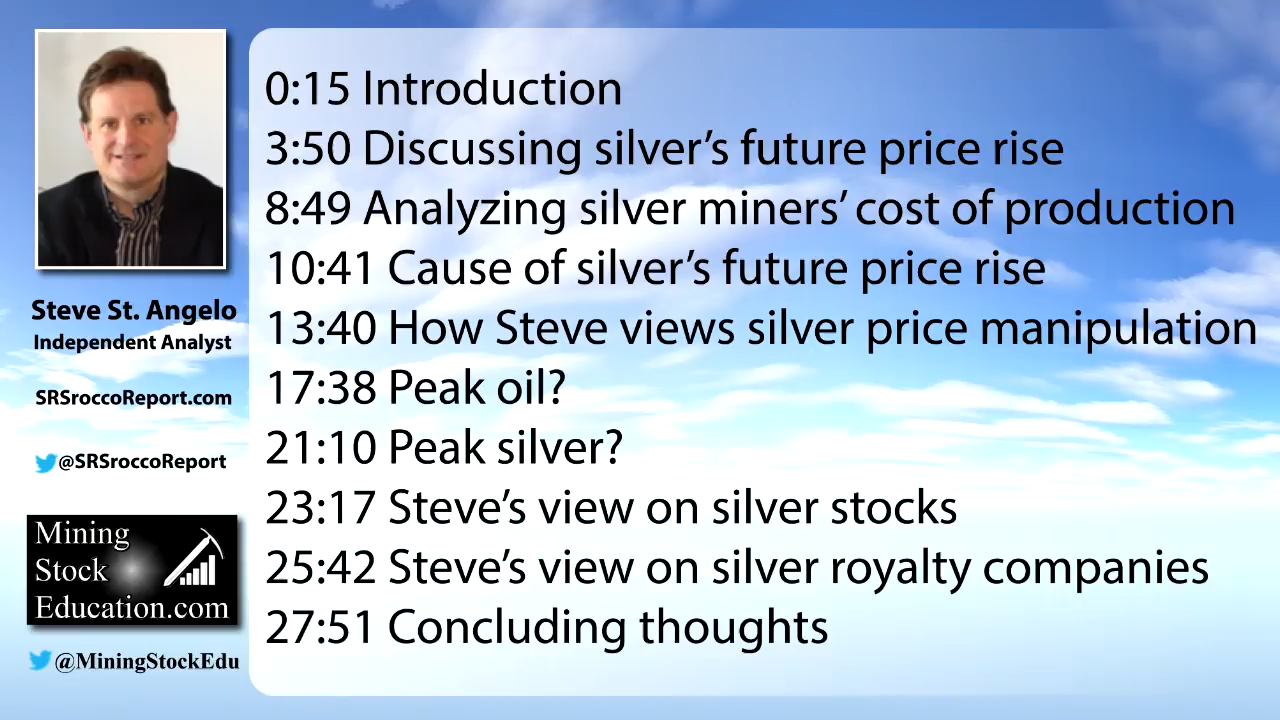 0:15 Introduction
3:50 Discussing silver’s future price rise
8:49 Analyzing silver miners’ cost of production
10:41 Cause of silver’s future price rise
13:40 How Steve views silver price manipulation
17:38 Peak oil?
21:10 Peak silver?
23:17 Steve’s view on silver stocks
25:42 Steve’s view on silver royalty companies
27:51 Concluding thoughts
Steve St. Angelo
Independent Analyst
SRSroccoReport.com
@SRSroccoReport
Mining
Stock
Education.com
@MiningStockEdu